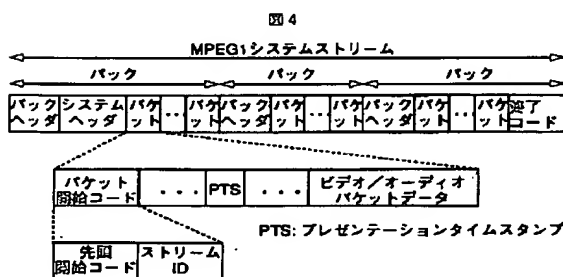 図4
MPEG1システムストリーム
パック パック パック
パック システム パケ ... パケ パック パケ ... パケ パック パケ ... パケ 終了
ヘッダ ヘッダ ット ット ヘッダ ット ット ヘッダ ット ット コード
パケット ... PTS ... ビデオ/オーディオ
開始コード パケットデータ
PTS: プレゼンテーションタイムスタンプ
先回 ストリーム
開始コード ID